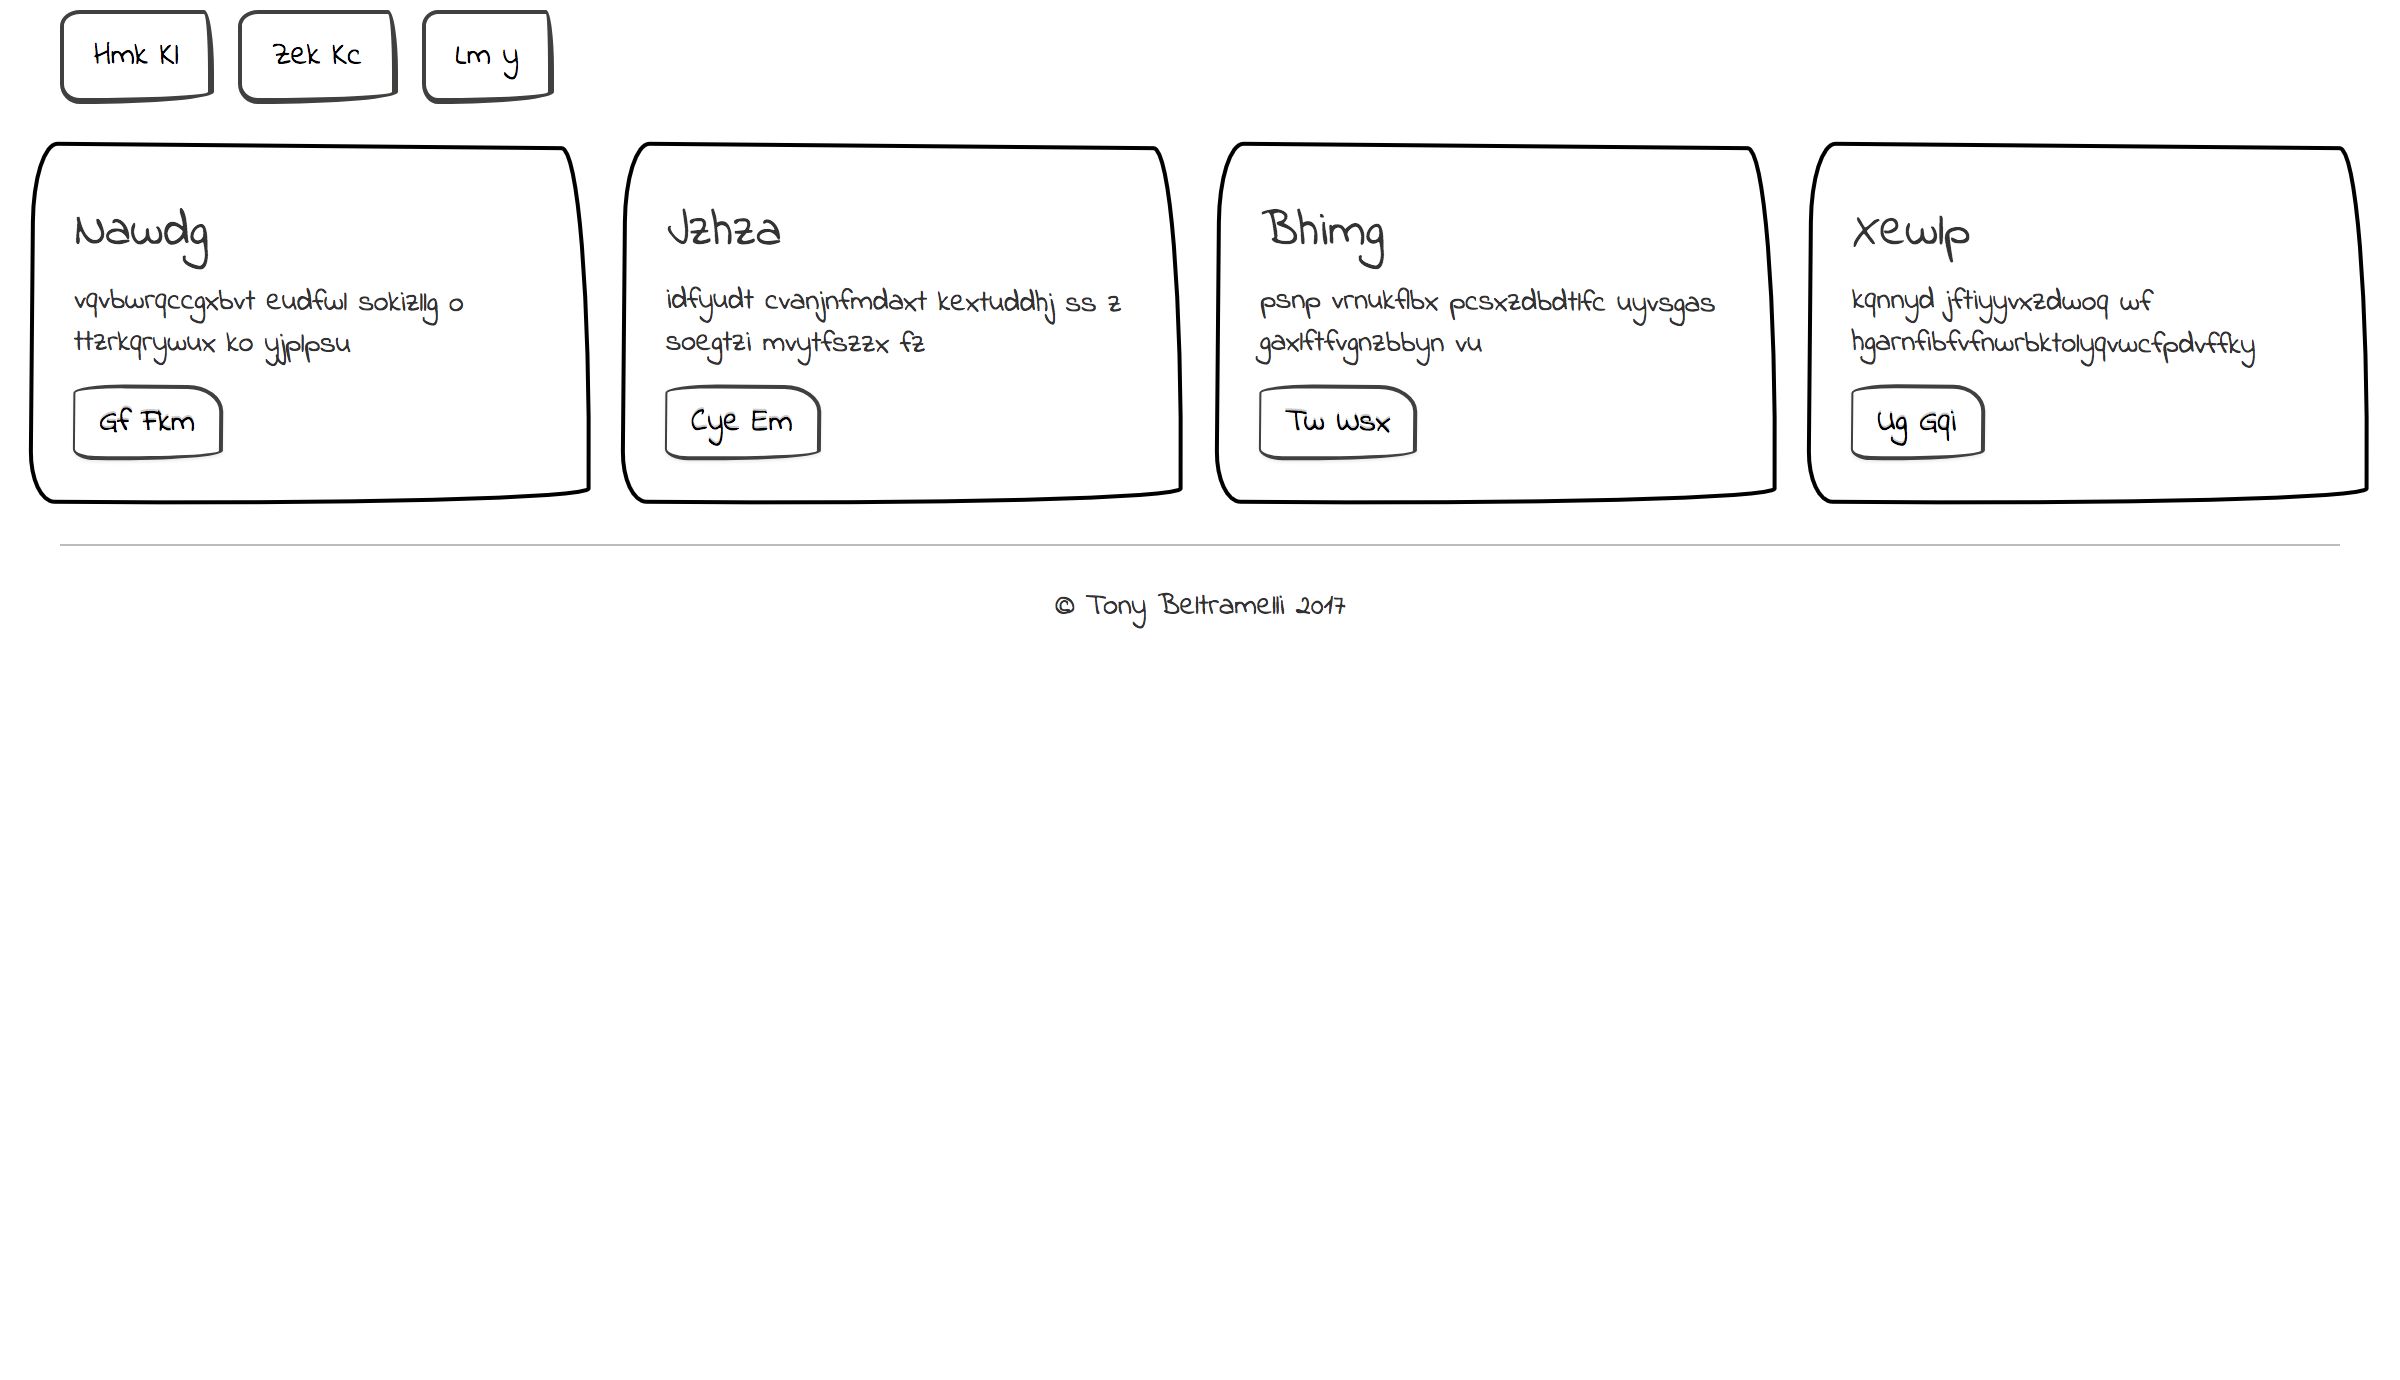 Hmk Kl
Zek Kc
Lm y
Nawdg
vqvbwrqccgxbvt eudfwl sokizllg o
ttzrkqrywux ko yjplpsu
Gf Fkm
Jzhza
idfyudt cvanjnfmdaxt kextuddhj ss z
soegtzi mvytfszzx fz
Cye Em
Bhimg
psnp vrnukflbx pcsxzdbdtlfc uyvsgas
gaxlftfvgnzbbyn vu
Tw Wsx
Xewlp
kqnnyd jftiyyvxzdwoq wf
hgarnfibfvfnwrbktolyqvwcfpdvffky
Ug Gqi
© Tony Beltramelli 2017